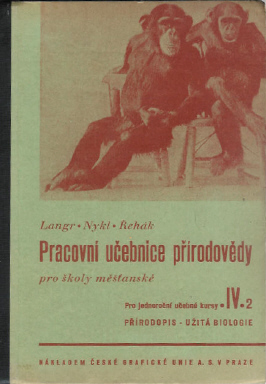 Langr • Nykl • Řehák
Pracovní učebnice přírodovědy
pro školy měšťanské
Pro jednoroční učebné kursy • IV. 2
PŘÍRODOPIS - UŽITÁ BIOLOGIE
NÁKLADEM ČESKÉ GRAFICKÉ UNIE A. S. V PRAZE